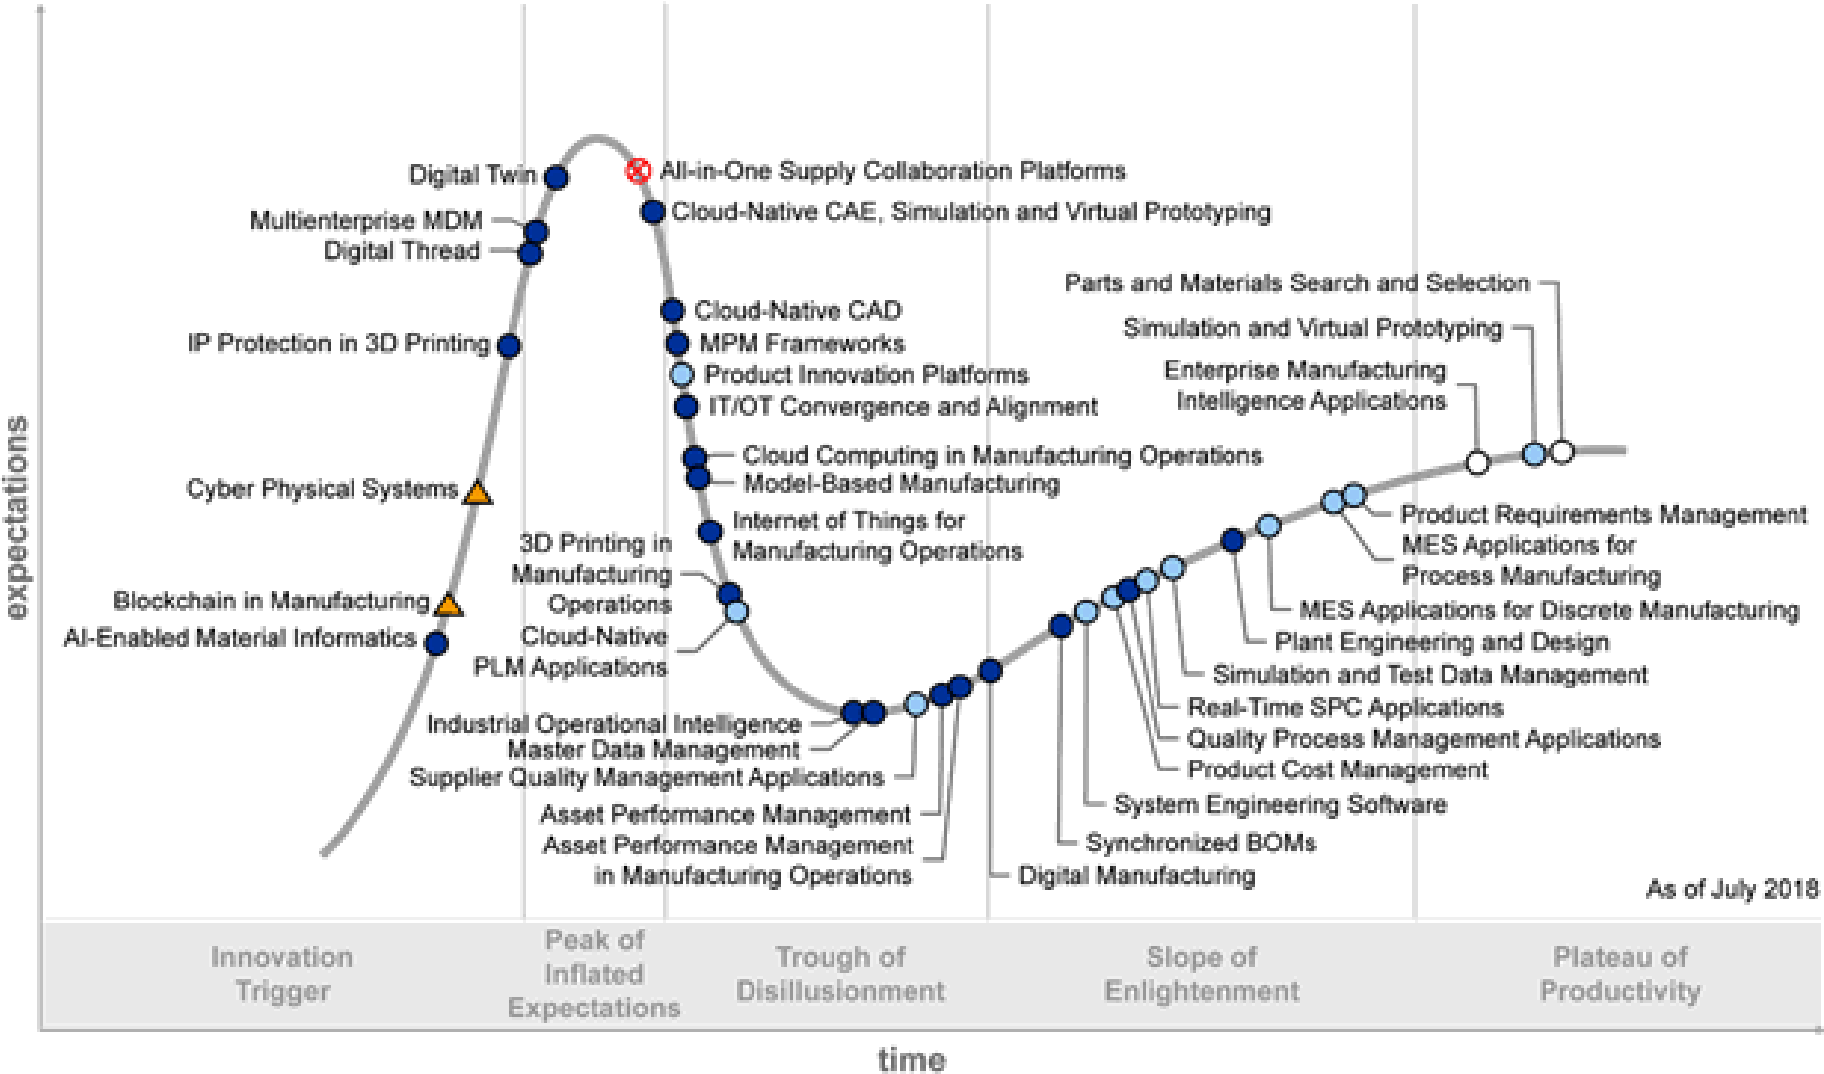 expectations
Digital Twin
Multienterprise MDM
Digital Thread
IP Protection in 3D Printing
Cyber Physical Systems
Blockchain in Manufacturing
AI-Enabled Material Informatics
All-in-One Supply Collaboration Platforms
Cloud-Native CAE, Simulation and Virtual Prototyping
Cloud-Native CAD
MPM Frameworks
Product Innovation Platforms
IT/OT Convergence and Alignment
Cloud Computing in Manufacturing Operations
Model-Based Manufacturing
Internet of Things for
Manufacturing Operations
3D Printing in
Manufacturing
Operations
Cloud-Native
PLM Applications
Industrial Operational Intelligence
Master Data Management
Supplier Quality Management Applications
Asset Performance Management
Asset Performance Management
in Manufacturing Operations
Digital Manufacturing
Synchronized BOMs
System Engineering Software
Product Cost Management
Quality Process Management Applications
Real-Time SPC Applications
Simulation and Test Data Management
Plant Engineering and Design
MES Applications for Discrete Manufacturing
MES Applications for
Process Manufacturing
Product Requirements Management
Enterprise Manufacturing
Intelligence Applications
Simulation and Virtual Prototyping
Parts and Materials Search and Selection
As of July 2018
Innovation
Trigger
Peak of
Inflated
Expectations
Trough of
Disillusionment
Slope of
Enlightenment
Plateau of
Productivity
time